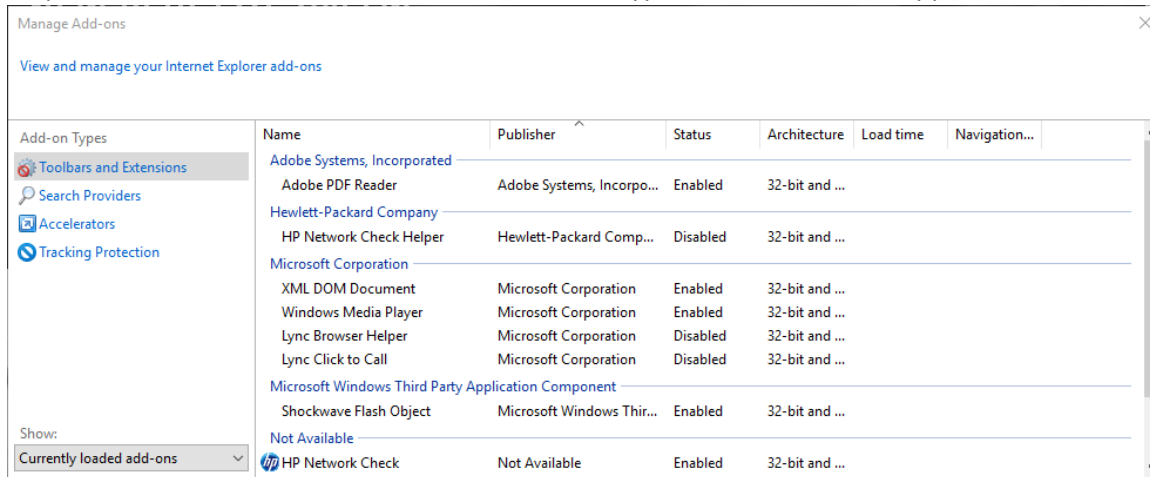 Manage Add-ons
View and manage your Internet Explorer add-ons
Add-on Types
Toolbars and Extensions
Search Providers
Accelerators
Tracking Protection
Show:
Currently loaded add-ons
Name Publisher Status Architecture Load time Navigation...
Adobe Systems, Incorporated
Adobe PDF Reader Adobe Systems, Incorpo... Enabled 32-bit and ...
Hewlett-Packard Company
HP Network Check Helper Hewlett-Packard Comp... Disabled 32-bit and ...
Microsoft Corporation
XML DOM Document Microsoft Corporation Enabled 32-bit and ...
Windows Media Player Microsoft Corporation Enabled 32-bit and ...
Lync Browser Helper Microsoft Corporation Disabled 32-bit and ...
Lync Click to Call Microsoft Corporation Disabled 32-bit and ...
Microsoft Windows Third Party Application Component
Shockwave Flash Object Microsoft Windows Thir... Enabled 32-bit and ...
Not Available
hp HP Network Check Not Available Enabled 32-bit and ...